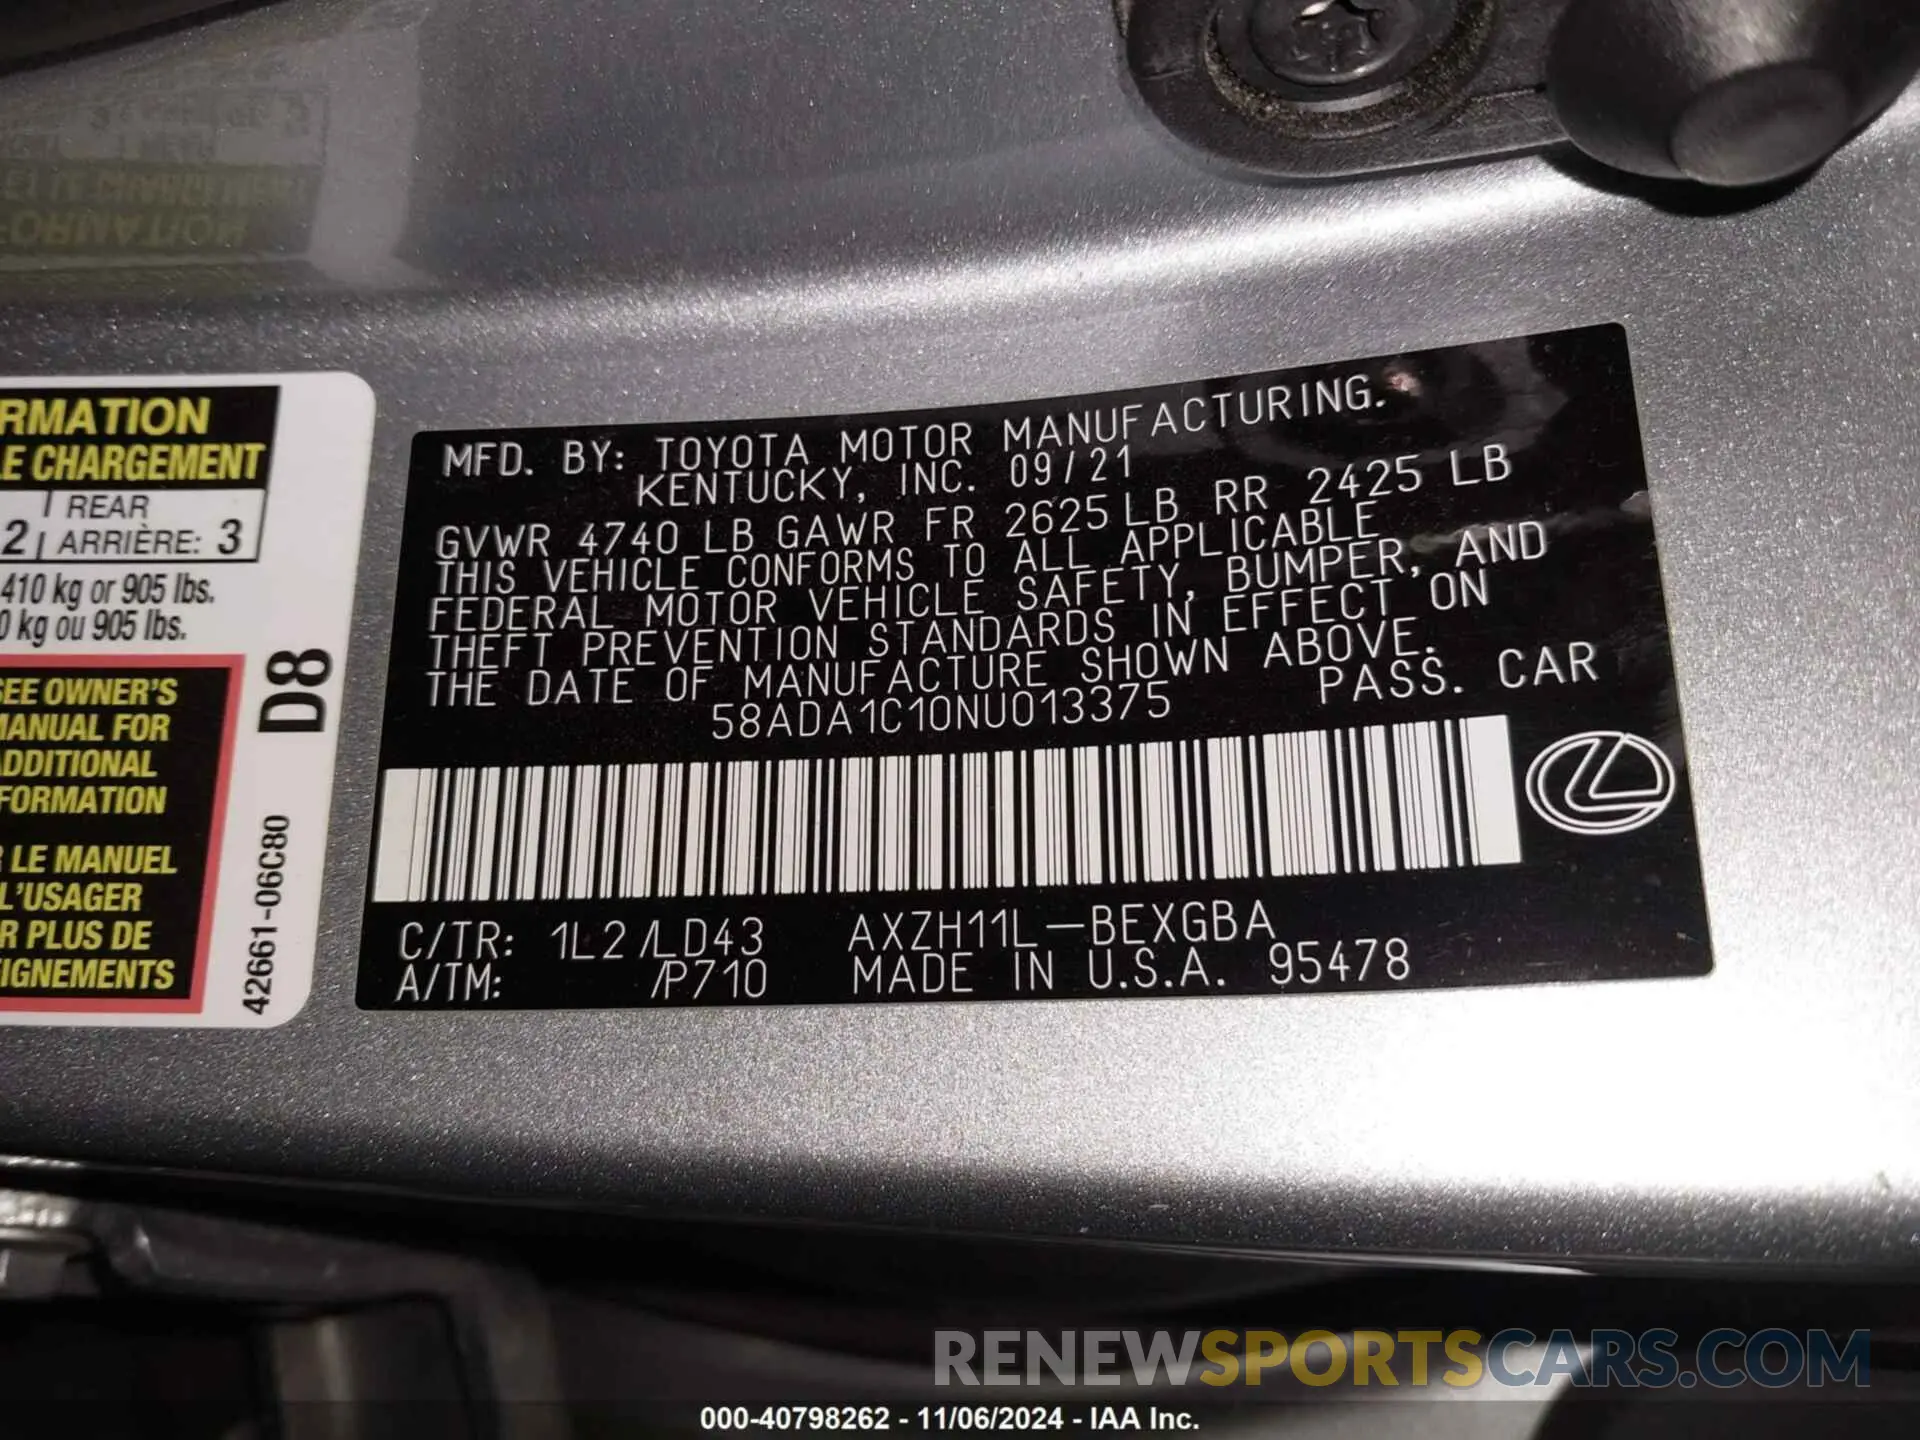 RMATION
LE CHARGEMENT
2 REAR
ARRIÈRE: 3
410 kg or 905 lbs.
0 kg ou 905 lbs.
SEE OWNER'S
MANUAL FOR
ADDITIONAL
FORMATION
R LE MANUEL
L'USAGER
R PLUS DE
EIGNEMENTS
D8
42661-06C80
MFD. BY: TOYOTA MOTOR MANUFACTURING.
KENTUCKY, INC. 09/21
GVWR 4740 LB GAWR FR 2625 LB RR 2425 LB
THIS VEHICLE CONFORMS TO ALL APPLICABLE
FEDERAL MOTOR VEHICLE SAFETY, BUMPER, AND
THEFT PREVENTION STANDARDS IN EFFECT ON
THE DATE OF MANUFACTURE SHOWN ABOVE.
58ADA1C10NU013375 PASS. CAR
C/TR: 1L2/LD43 AXZH11L-BEXGBA
A/TM: /P710 MADE IN U.S.A. 95478
RENEWSPORTSCARS.COM
000-40798262 - 11/06/2024 - IAA Inc.